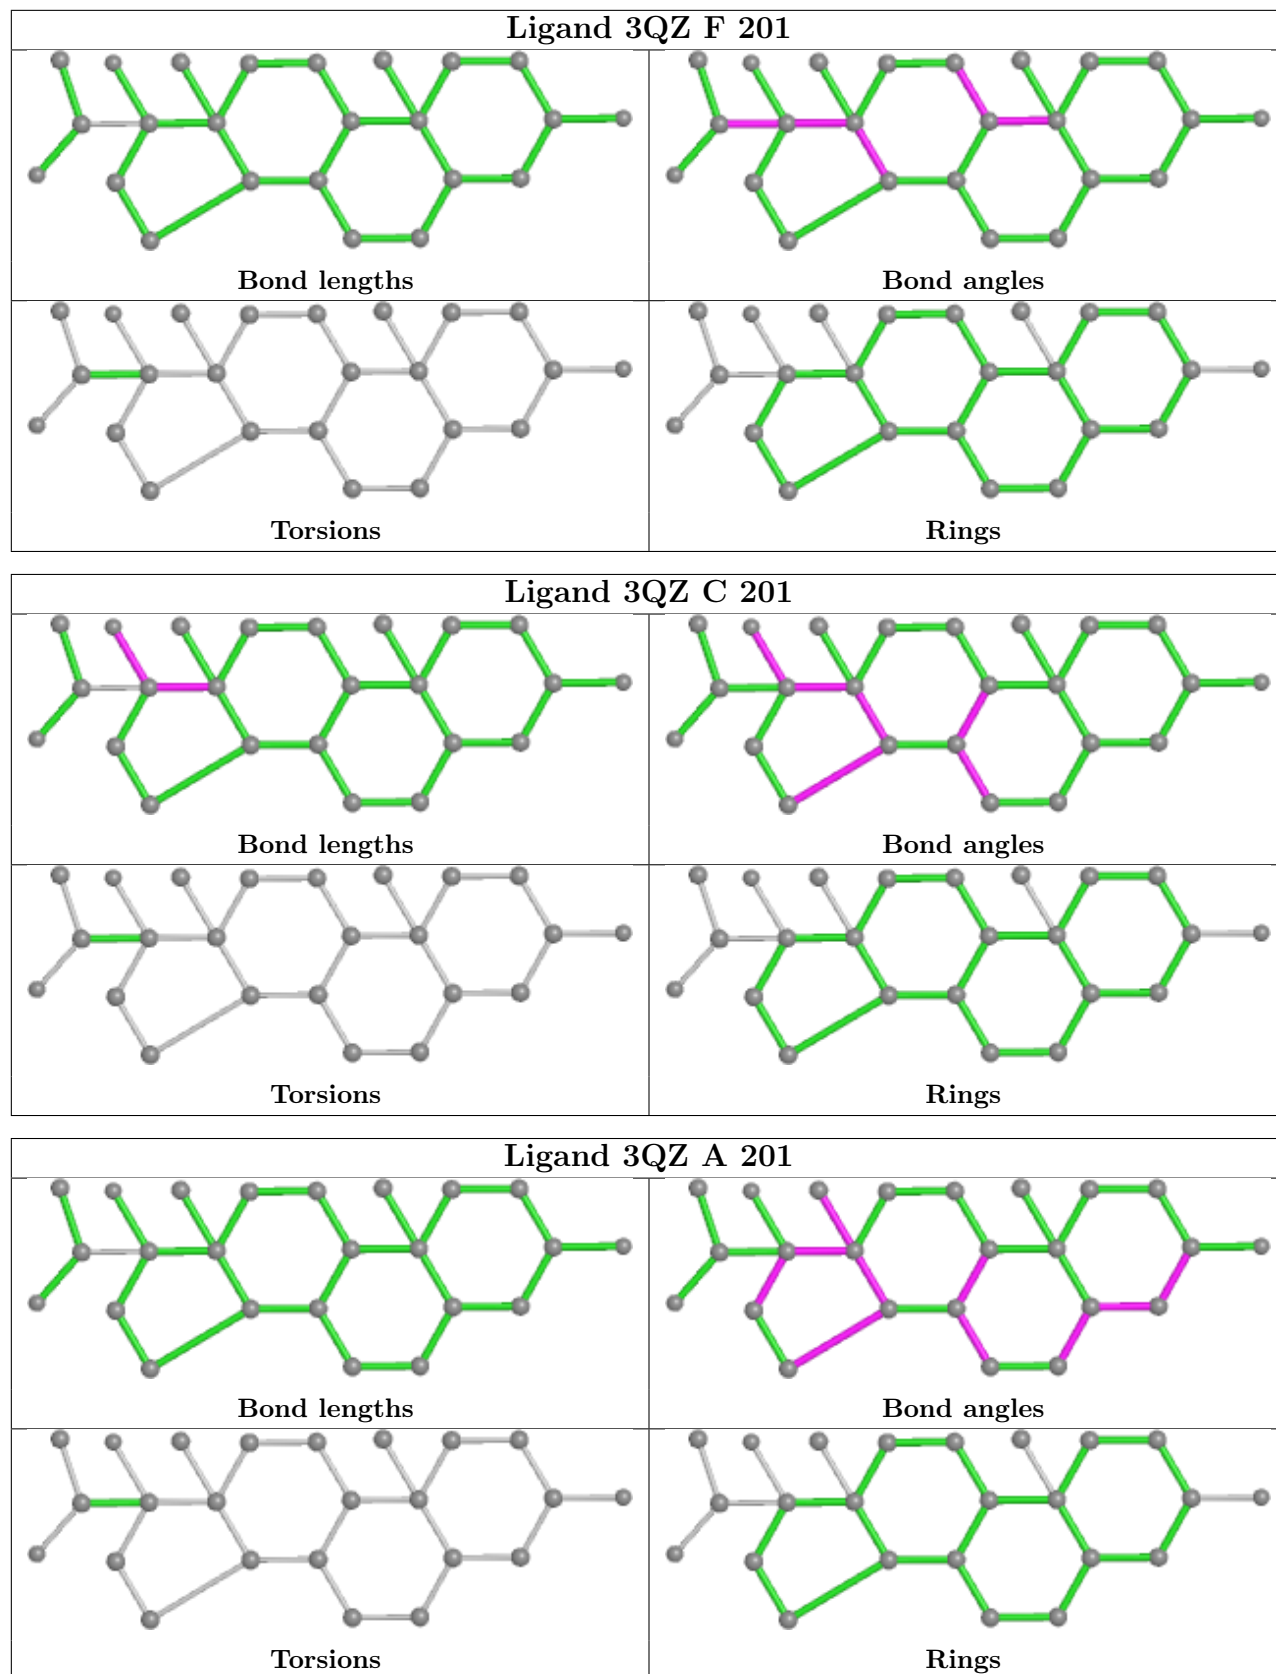 Ligand 3QZ F 201
Bond lengths
Bond angles
Torsions
Rings
Ligand 3QZ C 201
Bond lengths
Bond angles
Torsions
Rings
Ligand 3QZ A 201
Bond lengths
Bond angles
Torsions
Rings